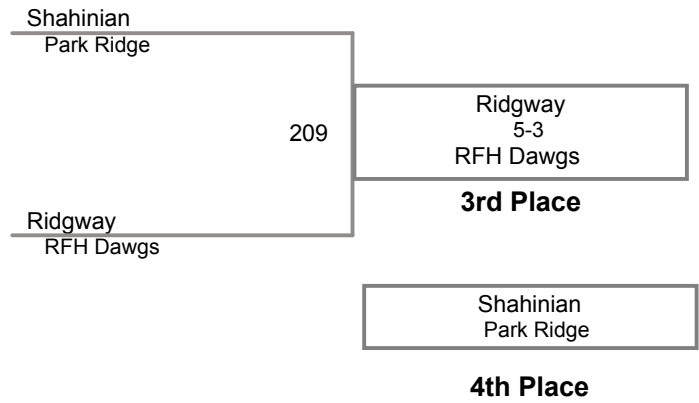 Shahinian
Park Ridge
209
Ridgway
5-3
RFH Dawgs
3rd Place
Ridgway
RFH Dawgs
Shahinian
Park Ridge
4th Place